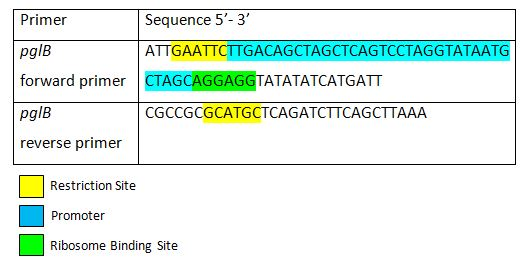 Primer Sequence 5’- 3’
pglB ATTGAATTCTTGACAGCTAGCTCAGTCCTAGGTATAATG
forward primer CTAGCAGGAGGTATATATCATGATT
pglB CGCCGCGCATGCTCAGATCTTCAGCTTAAA
reverse primer
Restriction Site
Promoter
Ribosome Binding Site